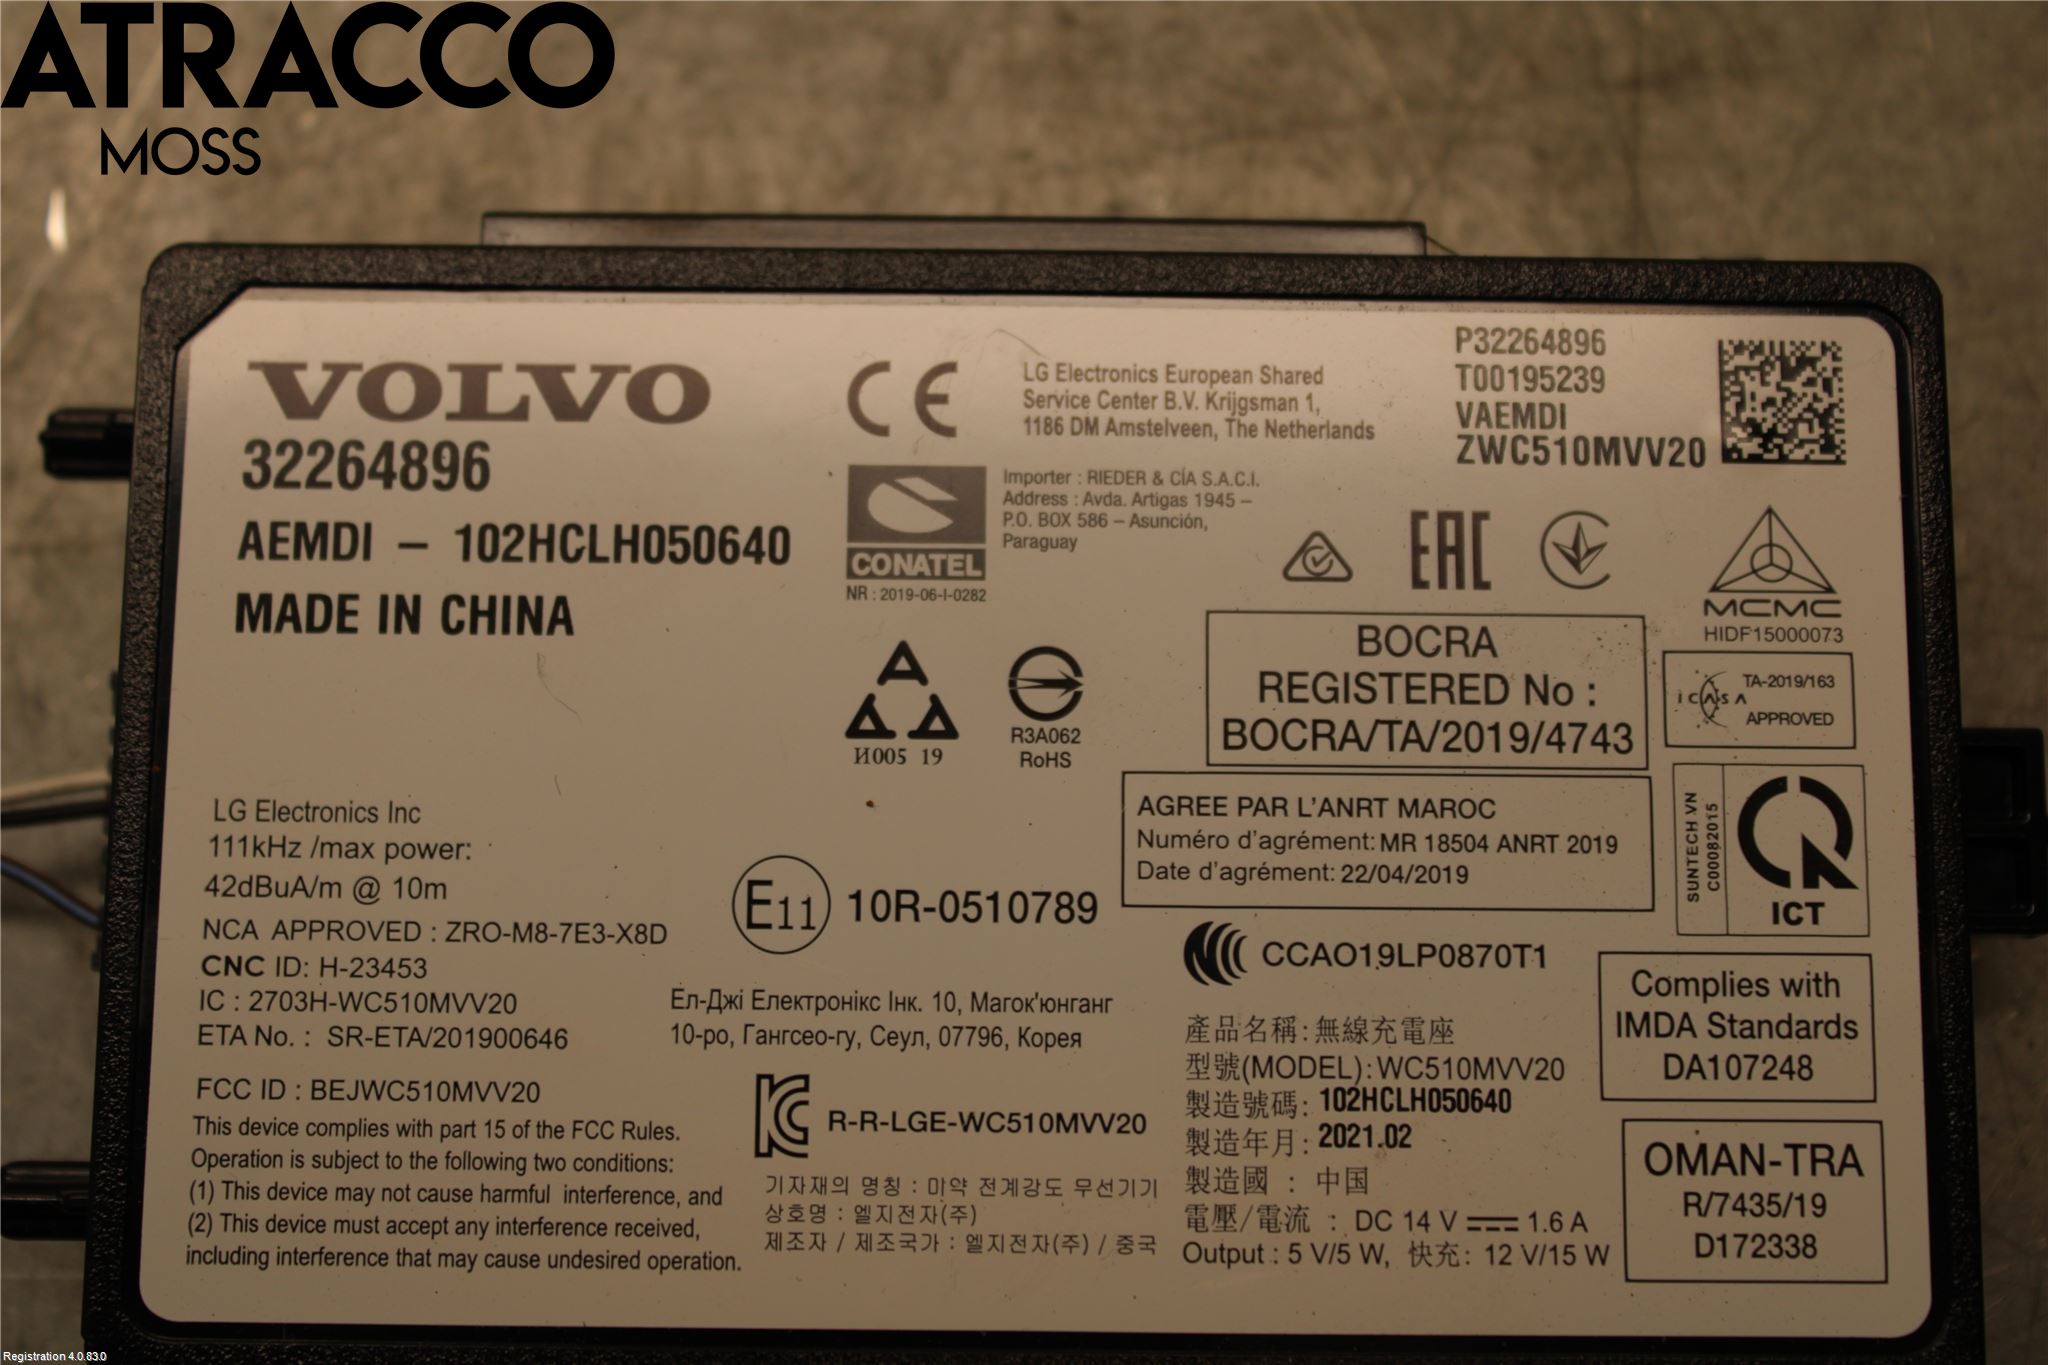 ATRACCO
MOSS
VOLVO
32264896
AEMDI – 102HCLH050640
MADE IN CHINA
LG Electronics European Shared
Service Center B.V. Krijgsman 1,
1186 DM Amstelveen, The Netherlands
P32264896
T00195239
VAEMDI
ZWC510MVV20
CONATEL
NR : 2019-06-I-0282
Importer : RIEDER & CÍA S.A.C.I.
Address : Avda. Artigas 1945 –
P.O. BOX 586 – Asunción,
Paraguay
EAC
MCMC
HIDF15000073
И005 19
R3A062
RoHS
BOCRA
REGISTERED No :
BOCRA/TA/2019/4743
ICASA
TA-2019/163
APPROVED
AGREE PAR L'ANRT MAROC
Numéro d'agrément: MR 18504 ANRT 2019
Date d'agrément: 22/04/2019
SUNTECH VN
C00082015
ICT
LG Electronics Inc
111kHz /max power:
42dBuA/m @ 10m
NCA APPROVED : ZRO-M8-7E3-X8D
CNC ID: H-23453
IC : 2703H-WC510MVV20
ETA No. : SR-ETA/201900646
FCC ID : BEJWC510MVV20
This device complies with part 15 of the FCC Rules.
Operation is subject to the following two conditions:
(1) This device may not cause harmful interference, and
(2) This device must accept any interference received,
including interference that may cause undesired operation.
E11 10R-0510789
Ел-Джі Електронікс Інк. 10, Магок'юнганг
10-ро, Гангсео-гу, Сеул, 07796, Корея
R-R-LGE-WC510MVV20
기자재의 명칭 : 미약 전계강도 무선기기
상호명 : 엘지전자(주)
제조자 / 제조국가 : 엘지전자(주) / 중국
CCAO19LP0870T1
產品名稱: 無線充電座
型號(MODEL): WC510MVV20
製造號碼: 102HCLH050640
製造年月: 2021.02
製造國 : 中国
電壓/電流 : DC 14 V 1.6 A
Output : 5 V/5 W, 快充: 12 V/15 W
Complies with
IMDA Standards
DA107248
OMAN-TRA
R/7435/19
D172338
Registration 4.0.83.0